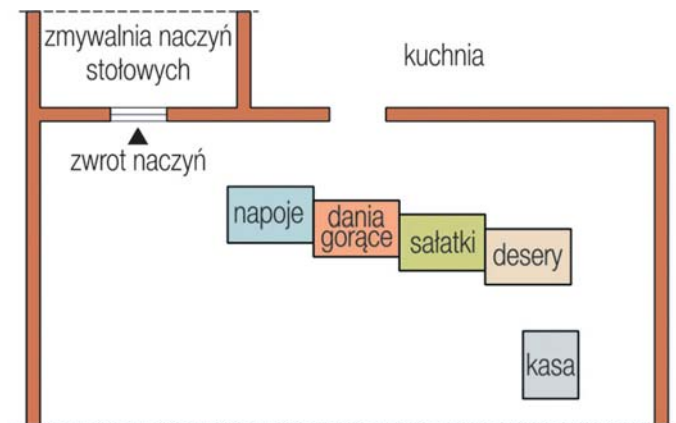 zmywalnia naczyń
stołowych
kuchnia
zwrot naczyń
napoje
dania
gorące
sałatki
desery
kasa